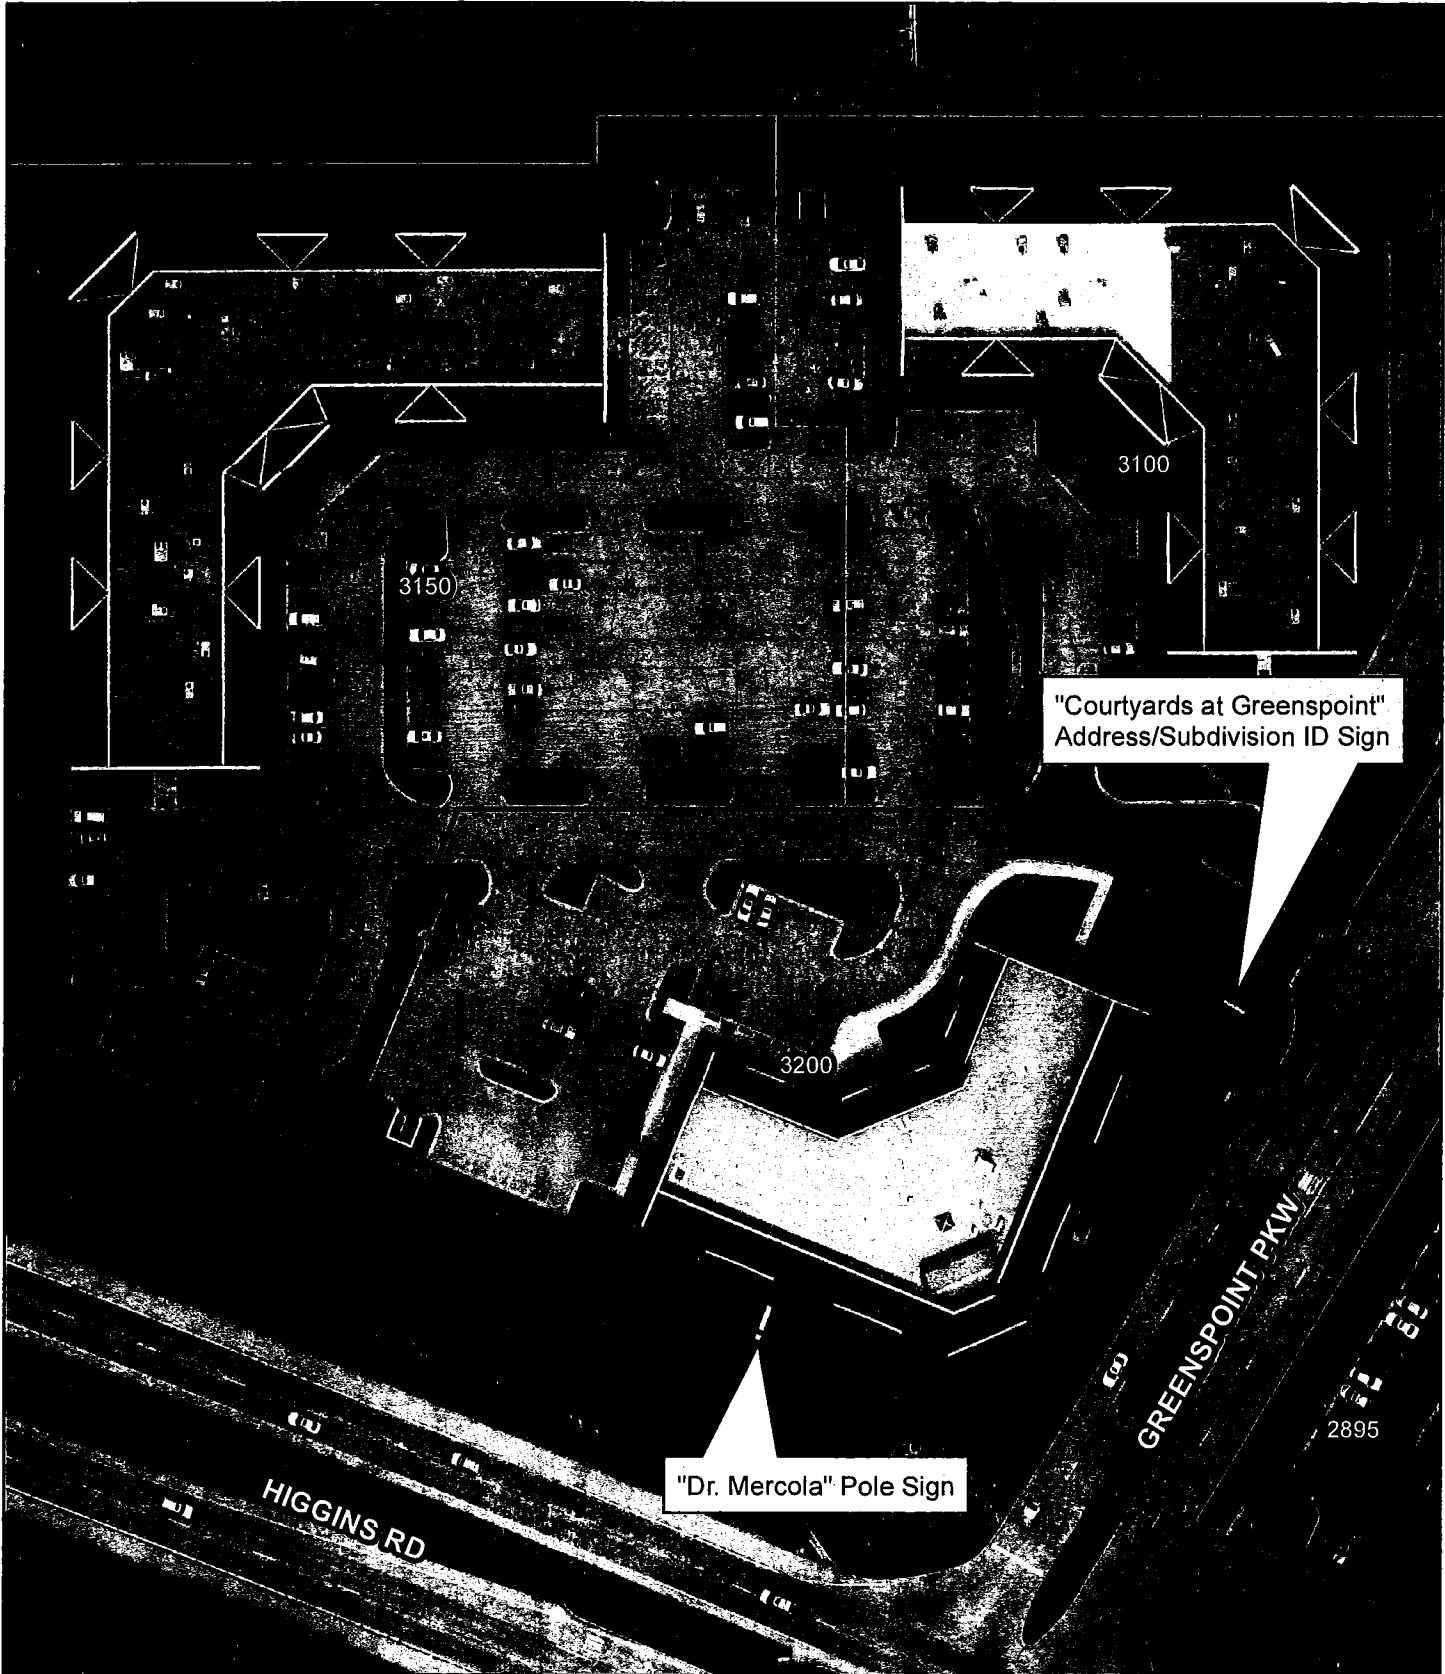 3100
3150
"Courtyards at Greenspoint"
Address/Subdivision ID Sign
3200
GREENSPOINT PKW
2895
"Dr. Mercola" Pole Sign
HIGGINS RD